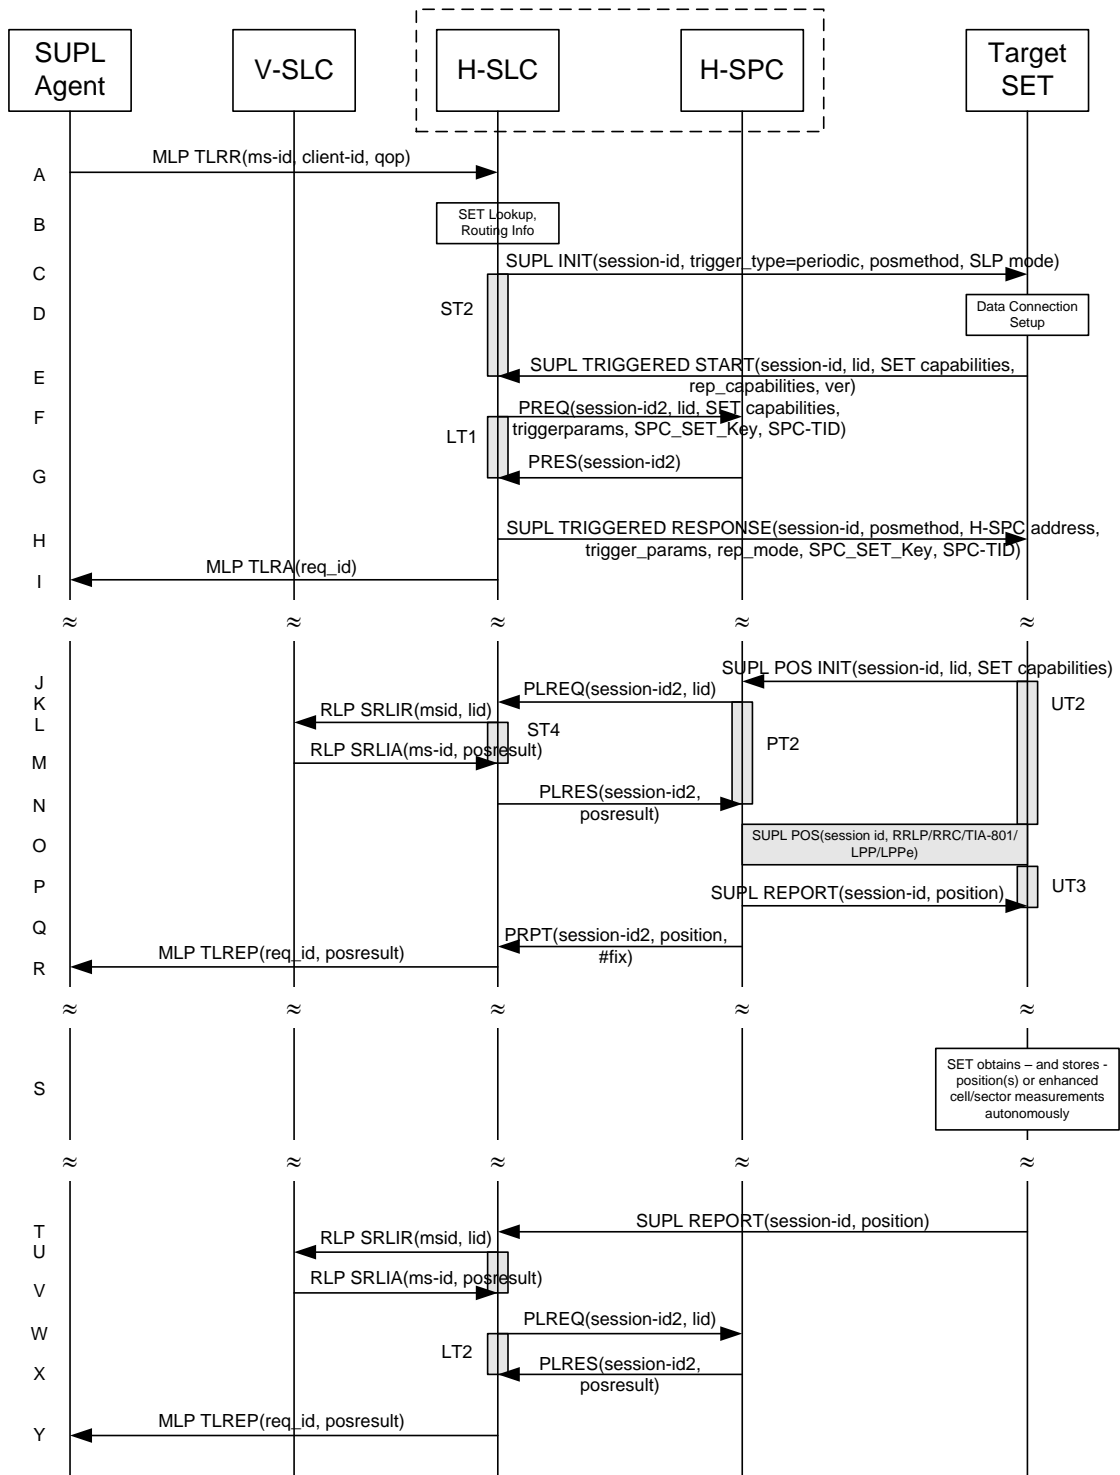 SUPL
Agent
V-SLC
H-SLC
H-SPC
Target
SET
A
MLP TLRR(ms-id, client-id, qop)
B
SET Lookup,
Routing Info
C
SUPL INIT(session-id, trigger_type=periodic, posmethod, SLP mode)
D
ST2
Data Connection
Setup
E
SUPL TRIGGERED START(session-id, lid, SET capabilities,
rep_capabilities, ver)
F
PREQ(session-id2, lid, SET capabilities,
triggerparams, SPC_SET_Key, SPC-TID)
LT1
G
PRES(session-id2)
H
SUPL TRIGGERED RESPONSE(session-id, posmethod, H-SPC address,
trigger_params, rep_mode, SPC_SET_Key, SPC-TID)
I
MLP TLRA(req_id)
≈ ≈ ≈ ≈ ≈
J
SUPL POS INIT(session-id, lid, SET capabilities)
K
PLREQ(session-id2, lid)
UT2
L
RLP SRLIR(msid, lid)
ST4
PT2
M
RLP SRLIA(ms-id, posresult)
N
PLRES(session-id2,
posresult)
O
SUPL POS(session id, RRLP/RRC/TIA-801/
LPP/LPPe)
P
SUPL REPORT(session-id, position)
UT3
Q
PRPT(session-id2, position,
#fix)
R
MLP TLREP(req_id, posresult)
≈ ≈ ≈ ≈ ≈
S
SET obtains – and stores -
position(s) or enhanced
cell/sector measurements
autonomously
≈ ≈ ≈ ≈ ≈
T
SUPL REPORT(session-id, position)
U
RLP SRLIR(msid, lid)
V
RLP SRLIA(ms-id, posresult)
W
PLREQ(session-id2, lid)
LT2
X
PLRES(session-id2,
posresult)
Y
MLP TLREP(req_id, posresult)